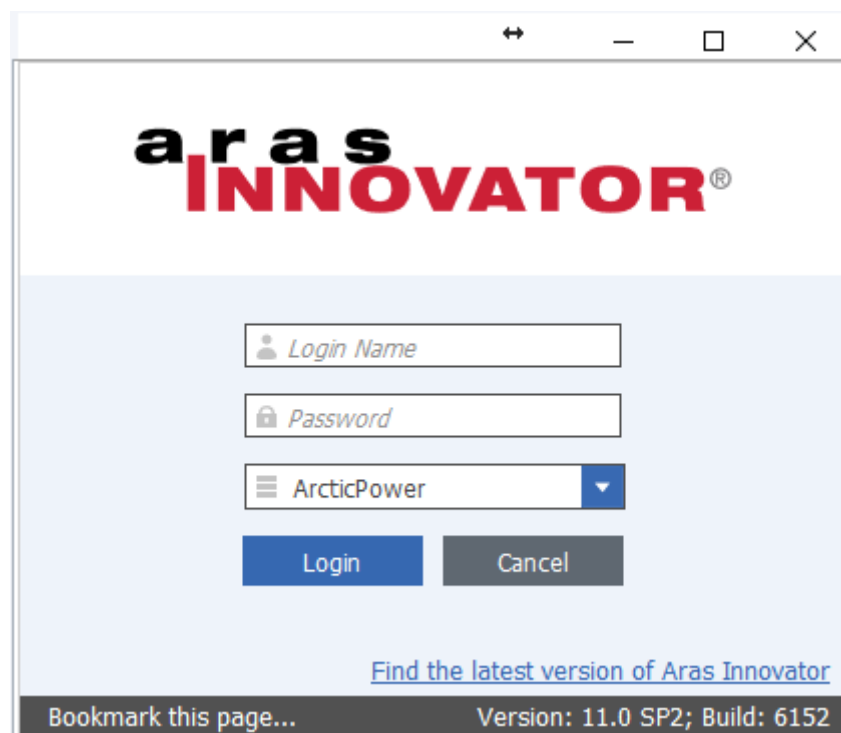 aras
INNOVATOR®
Login Name
Password
ArcticPower
Login Cancel
Find the latest version of Aras Innovator
Bookmark this page... Version: 11.0 SP2; Build: 6152